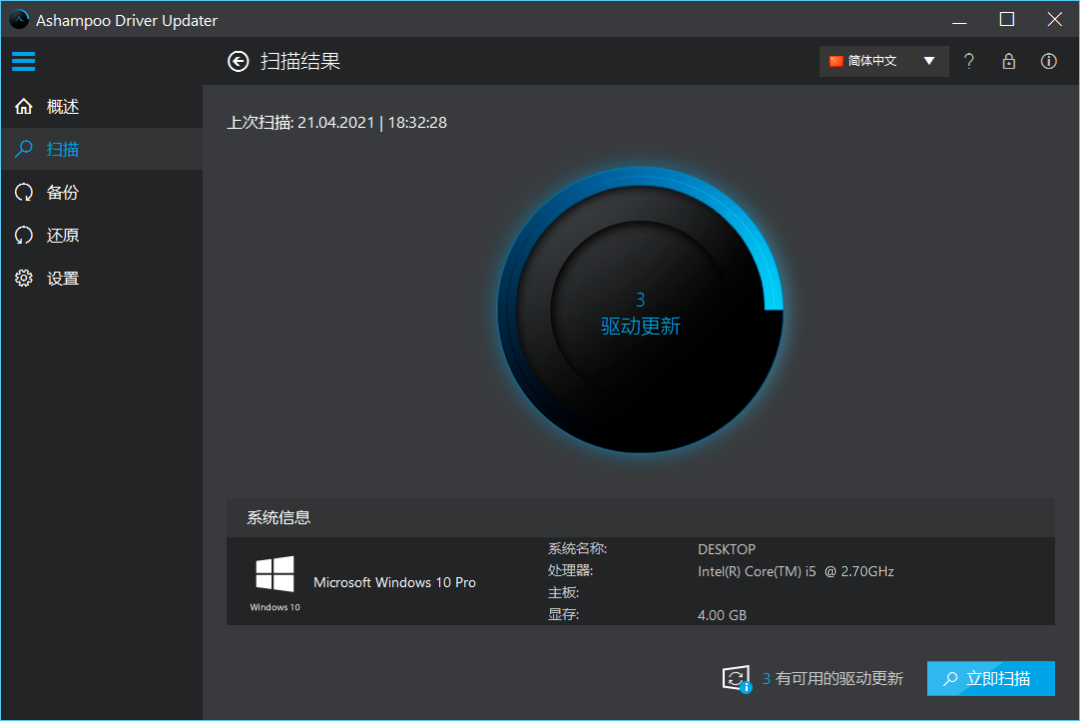 Ashampoo Driver Updater
扫描结果
简体中文
概述
扫描
备份
还原
设置
上次扫描: 21.04.2021 | 18:32:28
3
驱动更新
系统信息
Windows 10
Microsoft Windows 10 Pro
系统名称: DESKTOP
处理器: Intel(R) Core(TM) i5 @ 2.70GHz
主板:
显存: 4.00 GB
3 有可用的驱动更新
立即扫描